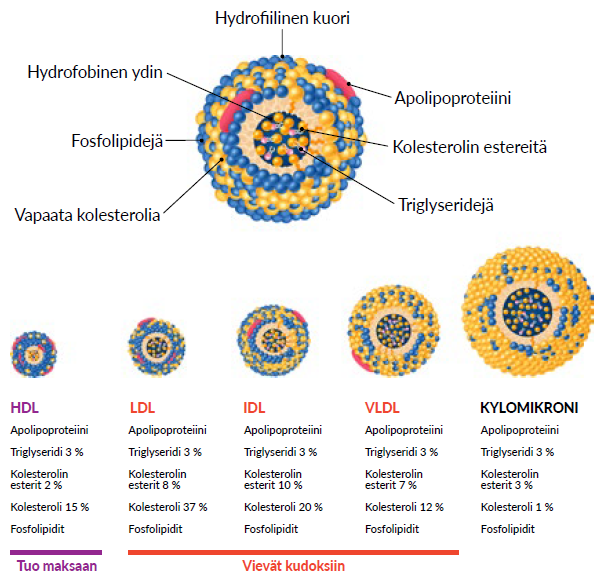 Hydrofiilinen kuori
Hydrofobinen ydin
Apolipoproteiini
Fosfolipidejä
Kolesterolin estereitä
Vapaata kolesterolia
Triglyseridejä
HDL
Apolipoproteiini
Triglyseridi 3 %
Kolesterolin
esterit 2 %
Kolesteroli 15 %
Fosfolipidit
LDL
Apolipoproteiini
Triglyseridi 3 %
Kolesterolin
esterit 8 %
Kolesteroli 37 %
Fosfolipidit
IDL
Apolipoproteiini
Triglyseridi 3 %
Kolesterolin
esterit 10 %
Kolesteroli 20 %
Fosfolipidit
VLDL
Apolipoproteiini
Triglyseridi 3 %
Kolesterolin
esterit 7 %
Kolesteroli 12 %
Fosfolipidit
KYLOMIKRONI
Apolipoproteiini
Triglyseridi 3 %
Kolesterolin
esterit 3 %
Kolesteroli 1 %
Fosfolipidit
Tuo maksaan
Vievät kudoksiin